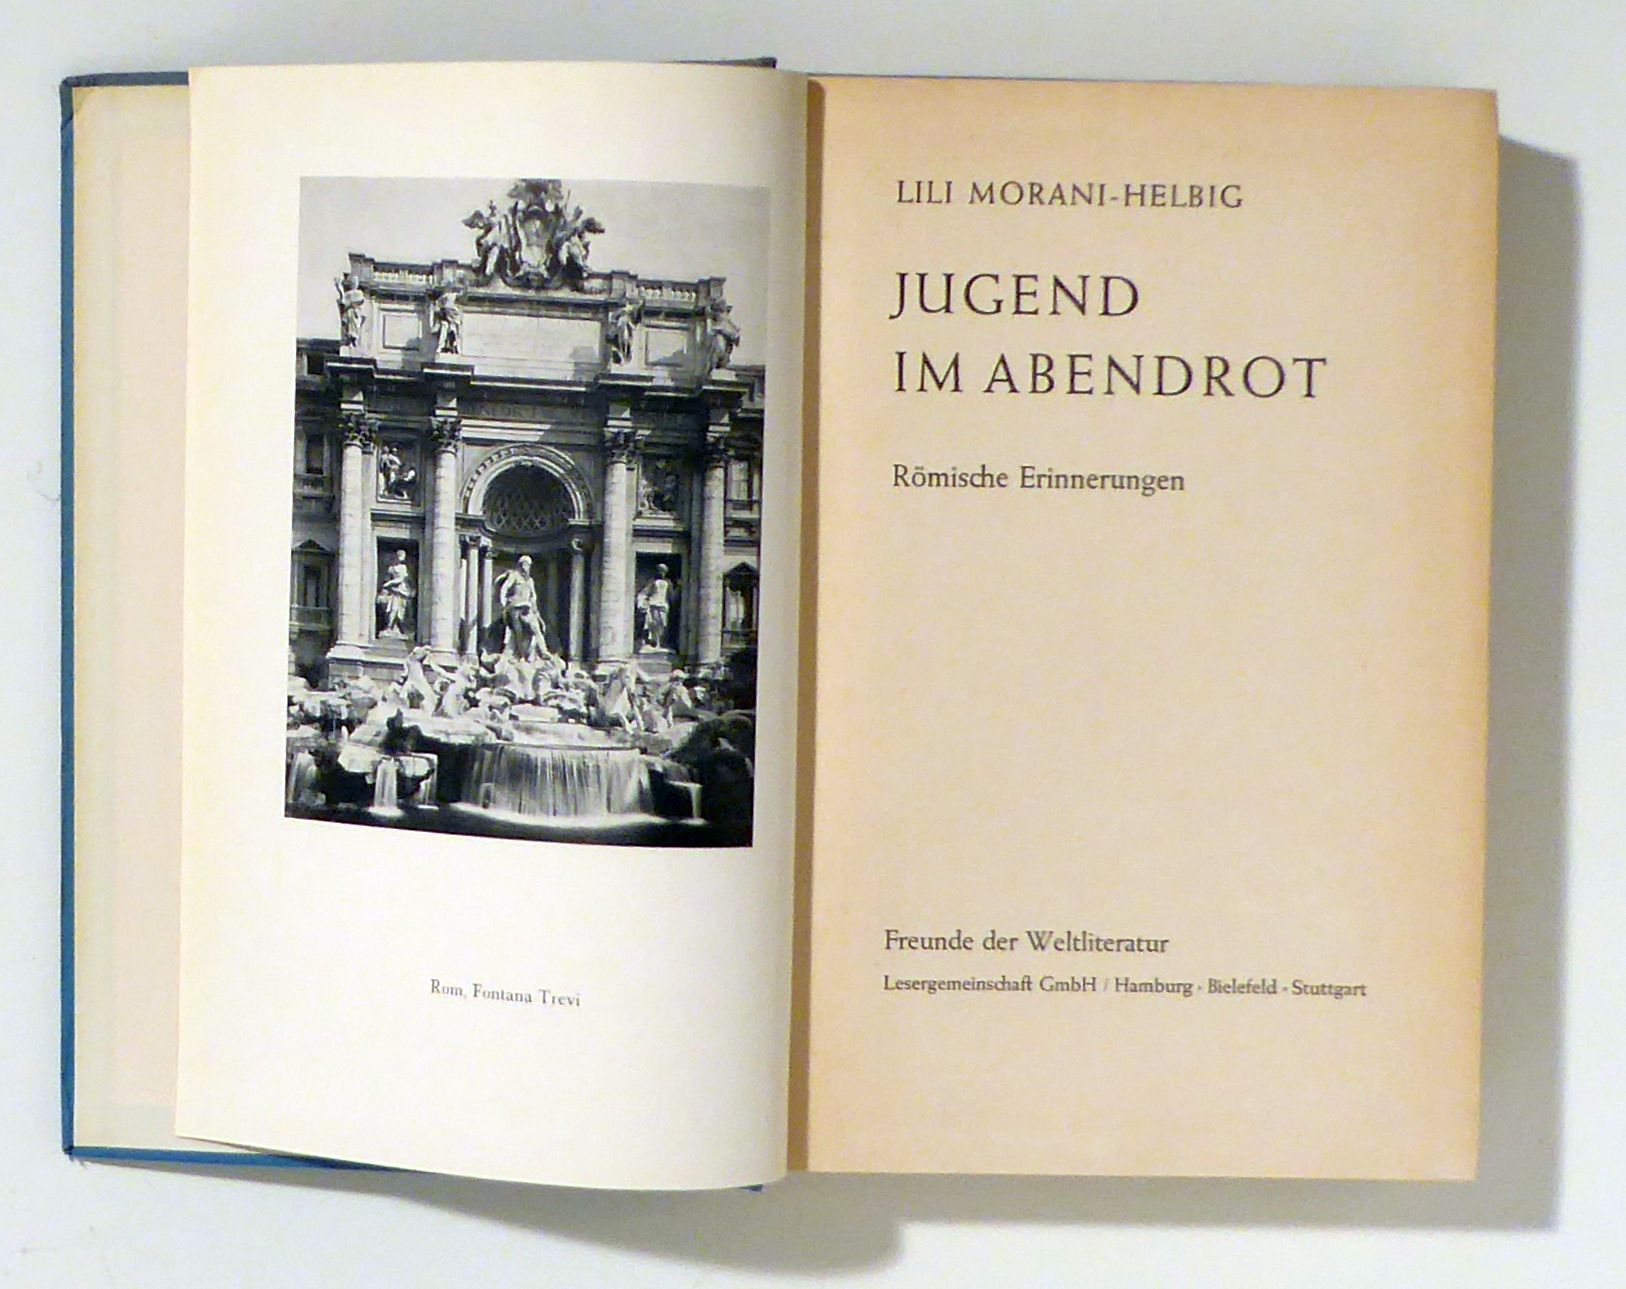 Rom, Fontana Trevi
LILI MORANI-HELBIG
JUGEND
IM ABENDROT
Römische Erinnerungen
Freunde der Weltliteratur
Lesergemeinschaft GmbH / Hamburg · Bielefeld · Stuttgart